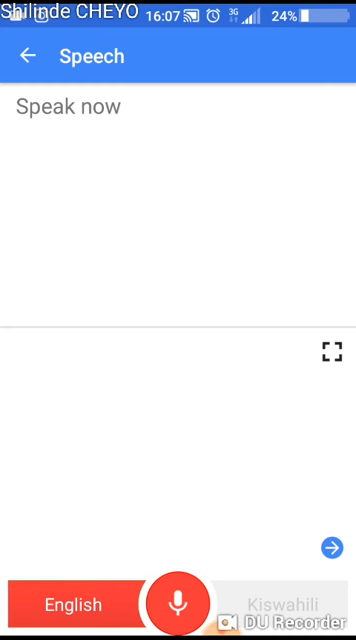 Shilinde CHEYO
16:07 3G 24%
Speech
Speak now
English
Kiswahili
DU Recorder